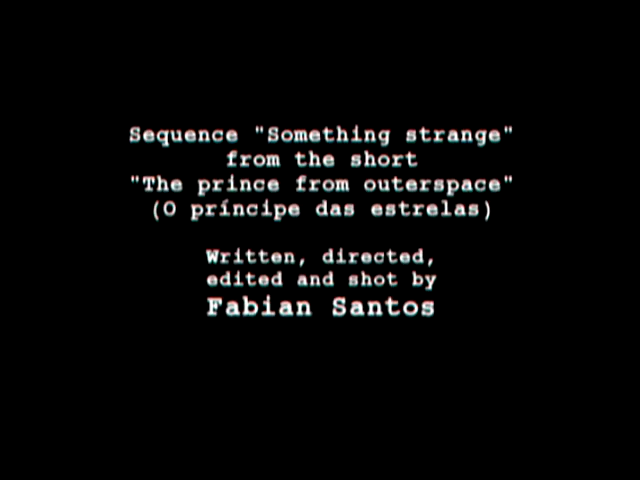 Sequence "Something strange"
from the short
"The prince from outerspace"
(O príncipe das estrelas)
Written, directed,
edited and shot by
Fabian Santos